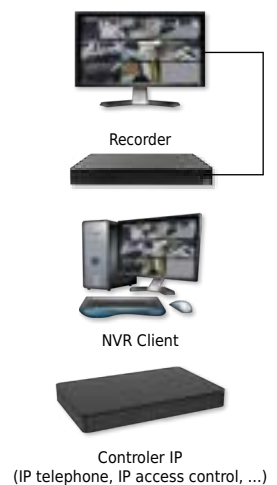 Recorder
NVR Client
Controler IP
(IP telephone, IP access control, ...)